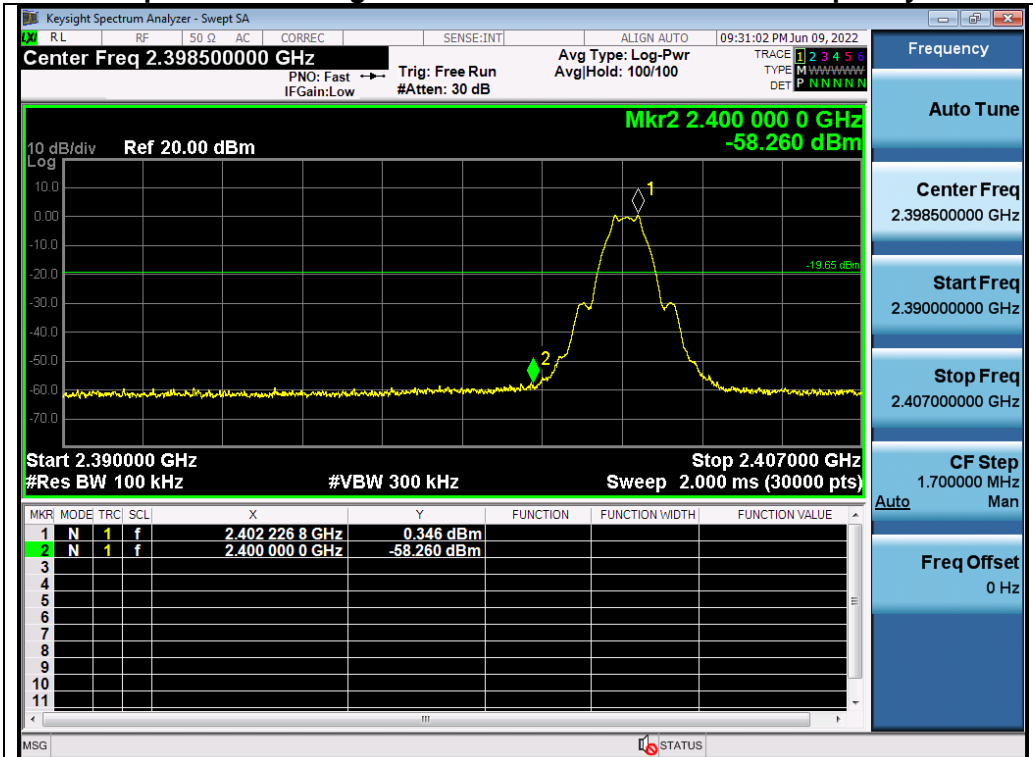 Keysight Spectrum Analyzer - Swept SA
LXI RL RF 50 Ω AC CORREC SENSE:INT ALIGN AUTO 09:31:02 PM Jun 09, 2022
Center Freq 2.398500000 GHz
PNO: Fast
IFGain:Low
Trig: Free Run
#Atten: 30 dB
Avg Type: Log-Pwr
Avg|Hold: 100/100
TRACE 1 2 3 4 5 6
TYPE M W W W W W
DET P N N N N N
Mkr2 2.400 000 0 GHz
-58.260 dBm
10 dB/div Ref 20.00 dBm
Log
10.0
0.00
-10.0
-20.0
-30.0
-40.0
-50.0
-60.0
-70.0
1
-19.65 dBm
2
Start 2.390000 GHz Stop 2.407000 GHz
#Res BW 100 kHz #VBW 300 kHz Sweep 2.000 ms (30000 pts)
MKR MODE TRC SCL X Y FUNCTION FUNCTION WIDTH FUNCTION VALUE
1 N 1 f 2.402 226 8 GHz 0.346 dBm
2 N 1 f 2.400 000 0 GHz -58.260 dBm
3
4
5
6
7
8
9
10
11
MSG STATUS
Frequency
Auto Tune
Center Freq
2.398500000 GHz
Start Freq
2.390000000 GHz
Stop Freq
2.407000000 GHz
CF Step
1.700000 MHz
Auto Man
Freq Offset
0 Hz